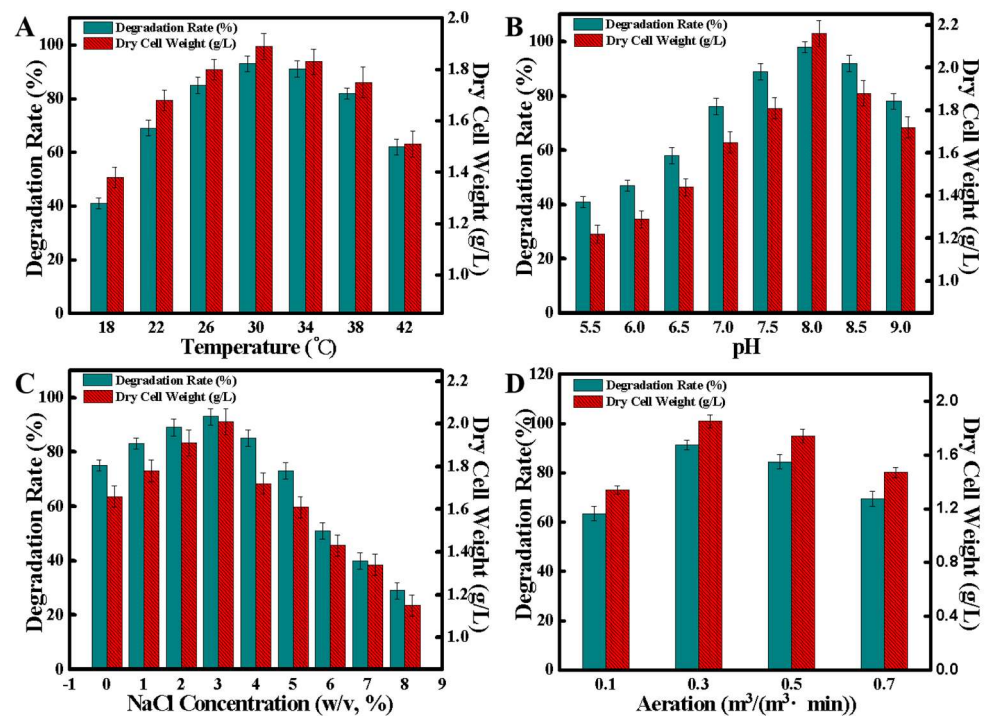 A
Degradation Rate (%)
Dry Cell Weight (g/L)
Degradation Rate (%)
100
80
60
40
20
0
2.0
1.8
1.6
1.4
1.2
1.0
Dry Cell Weight (g/L)
18 22 26 30 34 38 42
Temperature (℃)
B
Degradation Rate (%)
Dry Cell Weight (g/L)
Degradation Rate (%)
100
80
60
40
20
0
2.2
2.0
1.8
1.6
1.4
1.2
1.0
Dry Cell Weight (g/L)
5.5 6.0 6.5 7.0 7.5 8.0 8.5 9.0
pH
C
Degradation Rate (%)
Dry Cell Weight (g/L)
Degradation Rate (%)
100
80
60
40
20
0
2.2
2.0
1.8
1.6
1.4
1.2
1.0
Dry Cell Weight (g/L)
-1 0 1 2 3 4 5 6 7 8 9
NaCl Concentration (w/v, %)
D
Degradation Rate (%)
Dry Cell Weight (g/L)
Degradation Rate(%)
120
100
80
60
40
20
0
2.0
1.6
1.2
0.8
0.4
0.0
Dry Cell Weight (g/L)
0.1 0.3 0.5 0.7
Aeration (m³/(m³· min))